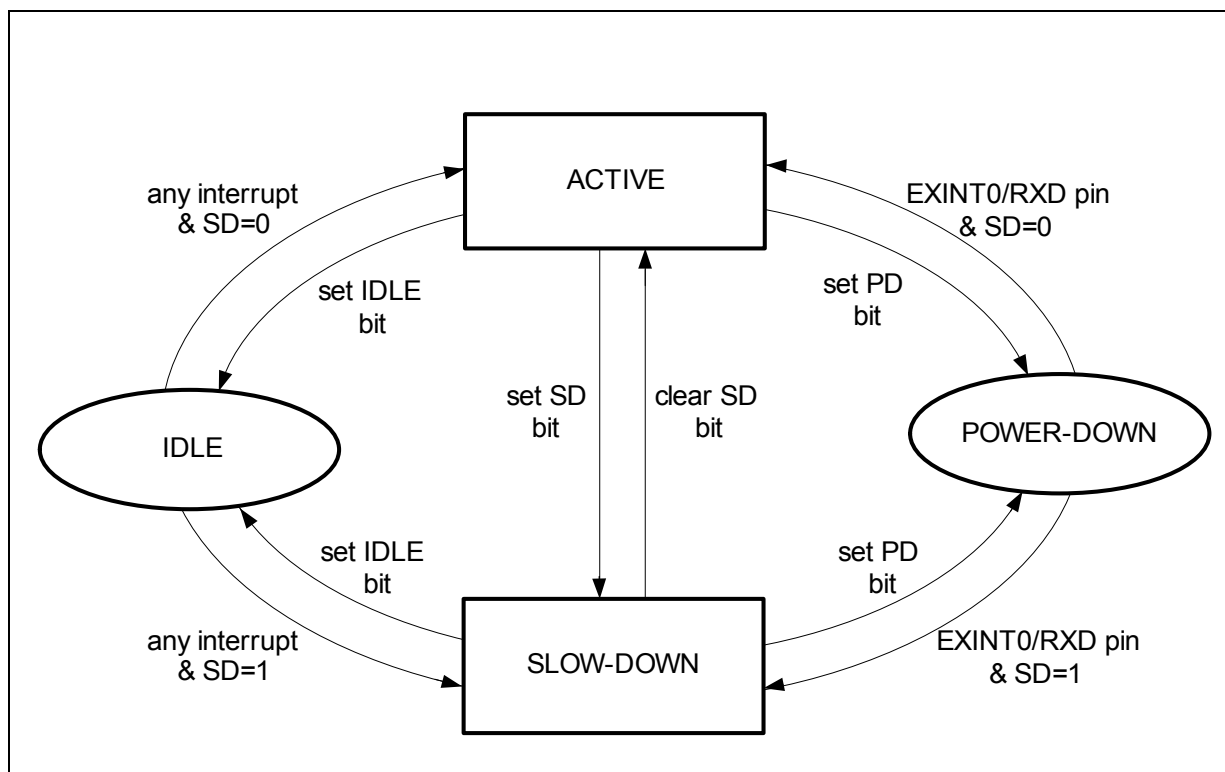 ACTIVE
any interrupt
& SD=0
EXINT0/RXD pin
& SD=0
set IDLE
bit
set PD
bit
set SD
bit
clear SD
bit
IDLE
POWER-DOWN
set IDLE
bit
set PD
bit
any interrupt
& SD=1
SLOW-DOWN
EXINT0/RXD pin
& SD=1